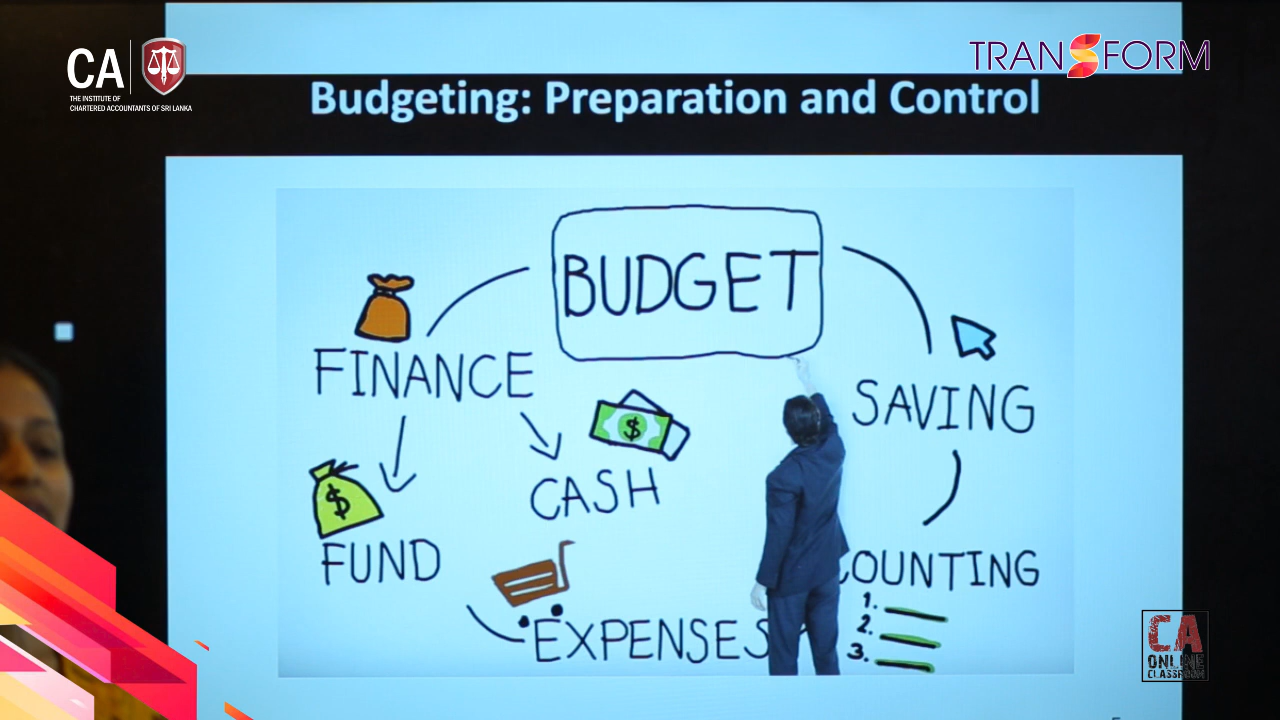 CA
THE INSTITUTE OF
CHARTERED ACCOUNTANTS OF SRI LANKA
TRANSFORM
Budgeting: Preparation and Control
BUDGET
FINANCE
SAVING
$
CASH
$
FUND
COUNTING
EXPENSES
1.
2.
3.
CA
ONLINE
CLASSROOM